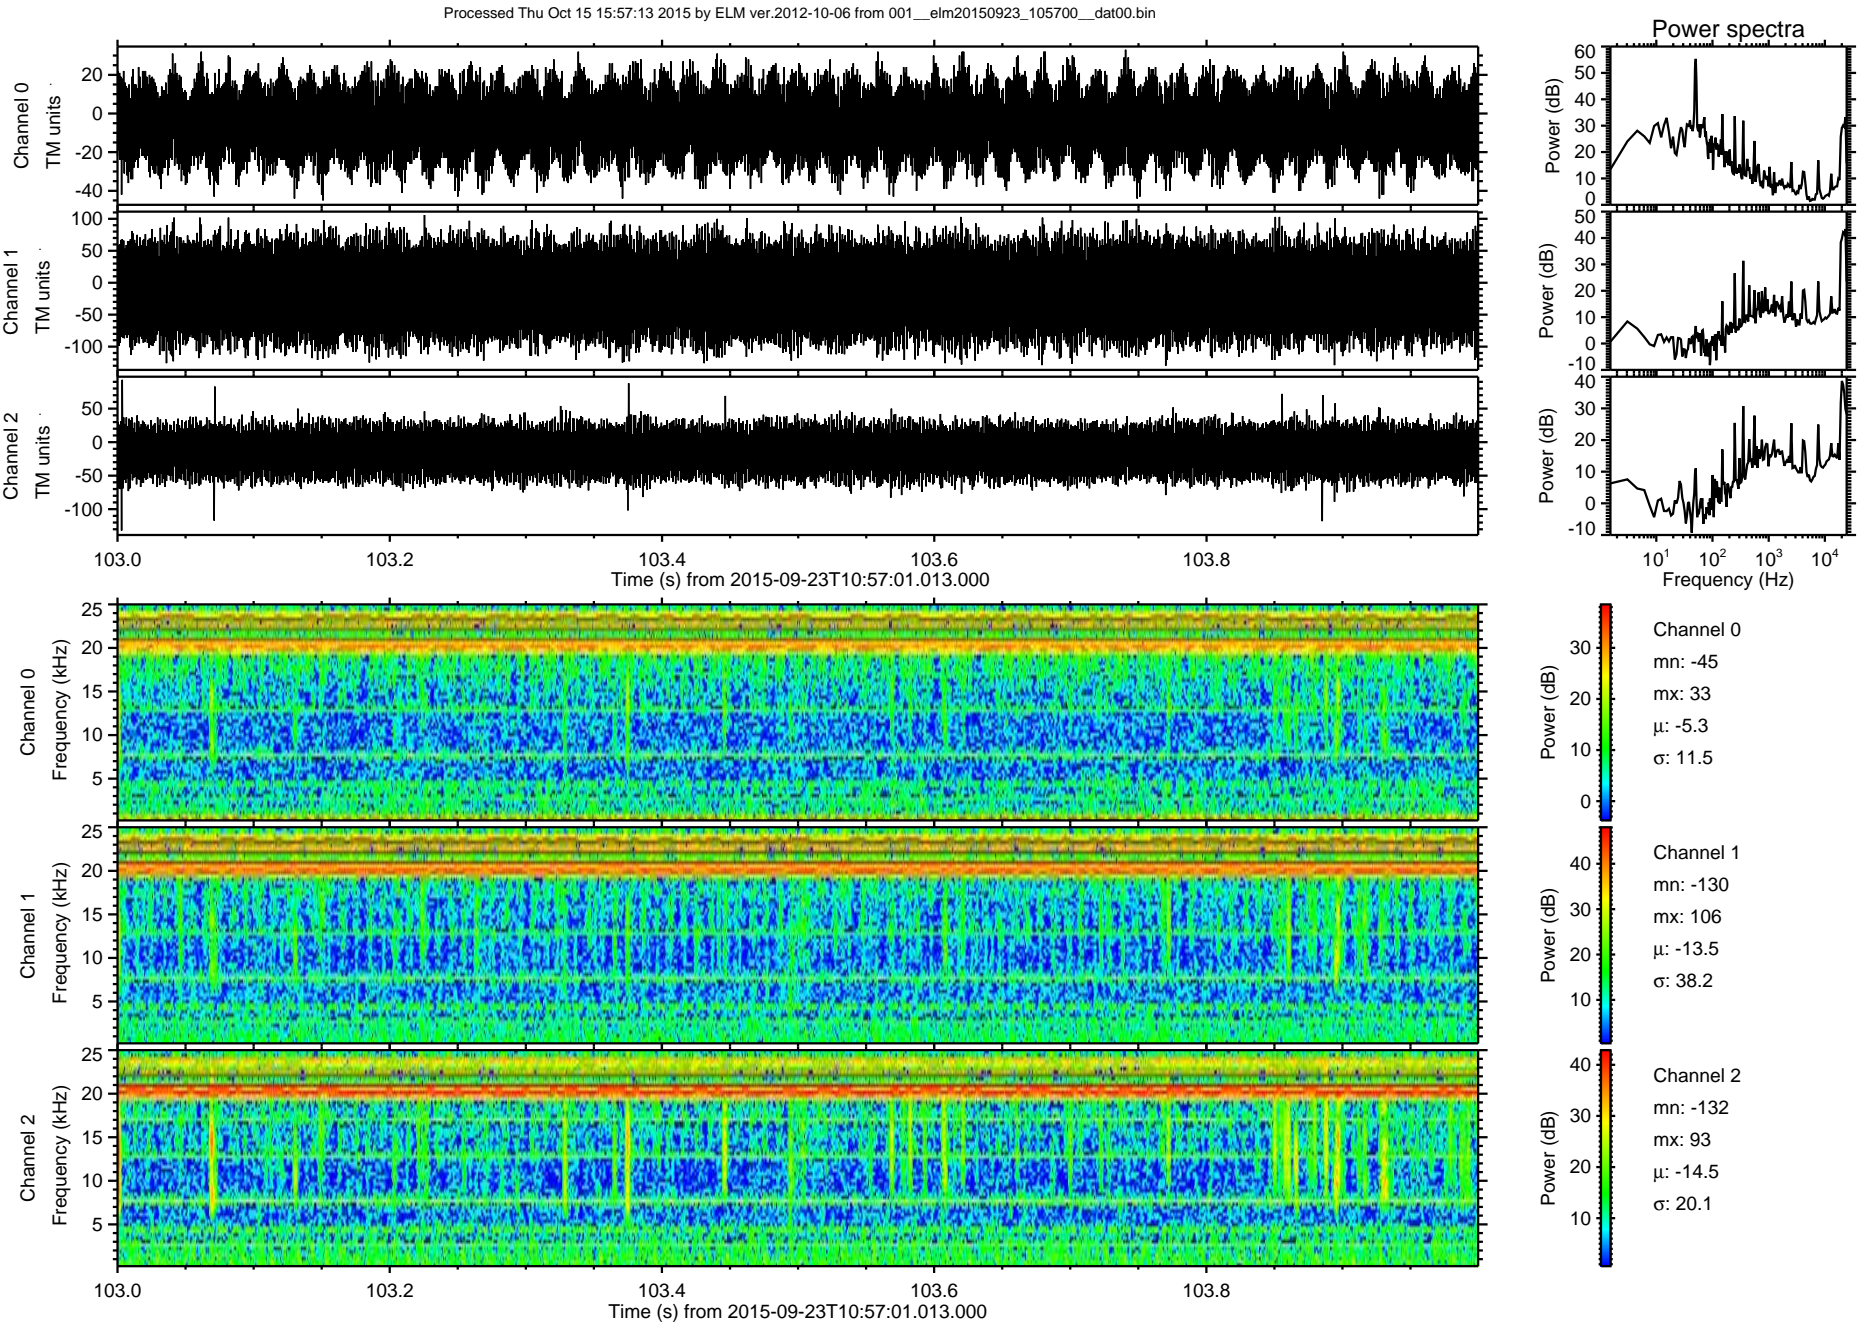 Processed Thu Oct 15 15:57:13 2015 by ELM ver.2012-10-06 from 001__elm20150923_105700__dat00.bin
Power spectra
Channel 0
TM units
20
0
-20
-40
Power (dB)
60
50
40
30
20
10
0
Channel 1
TM units
100
50
0
-50
-100
Power (dB)
50
40
30
20
10
0
-10
Channel 2
TM units
50
0
-50
-100
Power (dB)
40
30
20
10
0
-10
103.0 103.2 103.4 103.6 103.8
Time (s) from 2015-09-23T10:57:01.013.000
10^1 10^2 10^3 10^4
Frequency (Hz)
Channel 0
Frequency (kHz)
25
20
15
10
5
Power (dB)
30
20
10
0
Channel 0
mn: -45
mx: 33
μ: -5.3
σ: 11.5
Channel 1
Frequency (kHz)
25
20
15
10
5
Power (dB)
40
30
20
10
Channel 1
mn: -130
mx: 106
μ: -13.5
σ: 38.2
Channel 2
Frequency (kHz)
25
20
15
10
5
Power (dB)
40
30
20
10
Channel 2
mn: -132
mx: 93
μ: -14.5
σ: 20.1
103.0 103.2 103.4 103.6 103.8
Time (s) from 2015-09-23T10:57:01.013.000